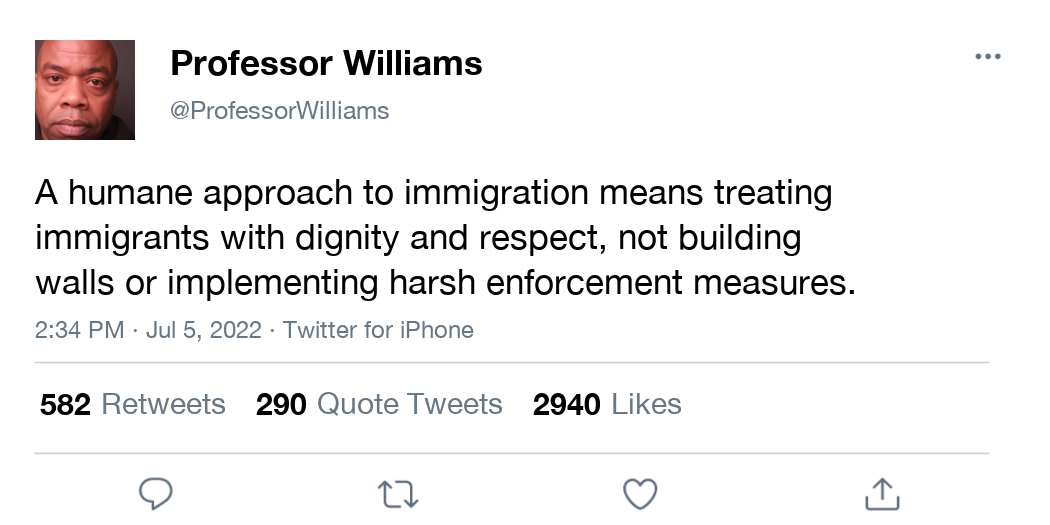 Professor Williams
@ProfessorWilliams
A humane approach to immigration means treating
immigrants with dignity and respect, not building
walls or implementing harsh enforcement measures.
2:34 PM · Jul 5, 2022 · Twitter for iPhone
582 Retweets 290 Quote Tweets 2940 Likes